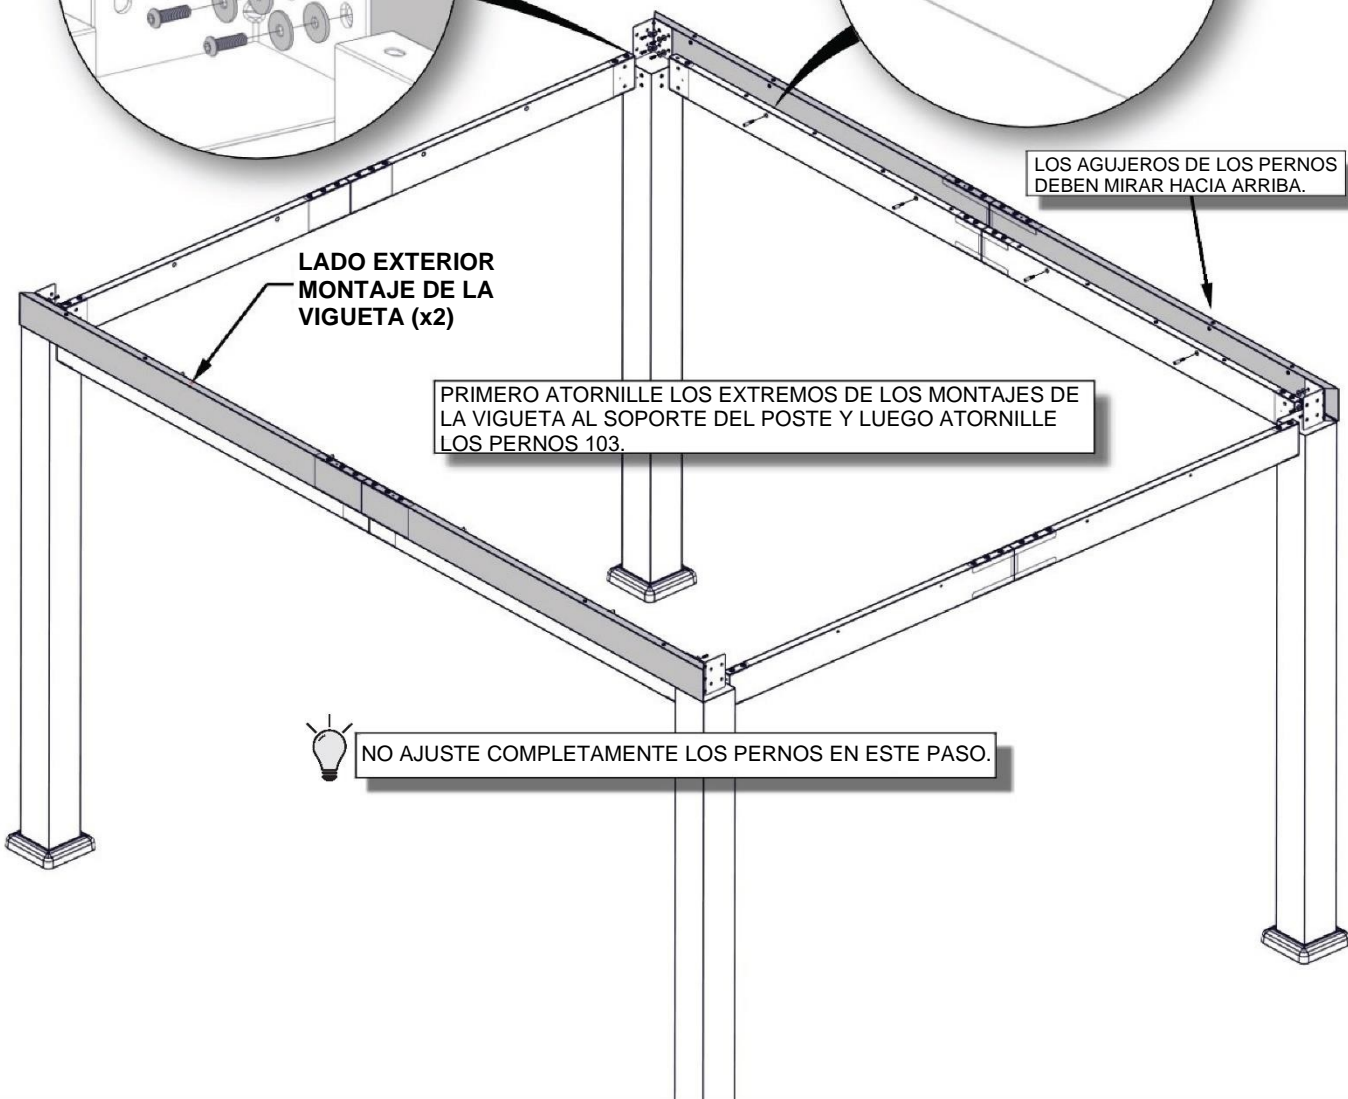 LOS AGUJEROS DE LOS PERNOS
DEBEN MIRAR HACIA ARRIBA.
LADO EXTERIOR
MONTAJE DE LA
VIGUETA (x2)
PRIMERO ATORNILLE LOS EXTREMOS DE LOS MONTAJES DE
LA VIGUETA AL SOPORTE DEL POSTE Y LUEGO ATORNILLE
LOS PERNOS 103.
NO AJUSTE COMPLETAMENTE LOS PERNOS EN ESTE PASO.